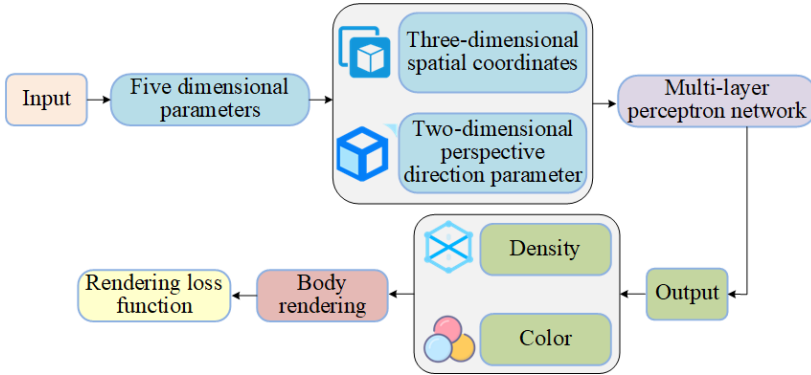 Input
Five dimensional
parameters
Three-dimensional
spatial coordinates
Two-dimensional
perspective
direction parameter
Multi-layer
perceptron network
Output
Density
Color
Body
rendering
Rendering loss
function